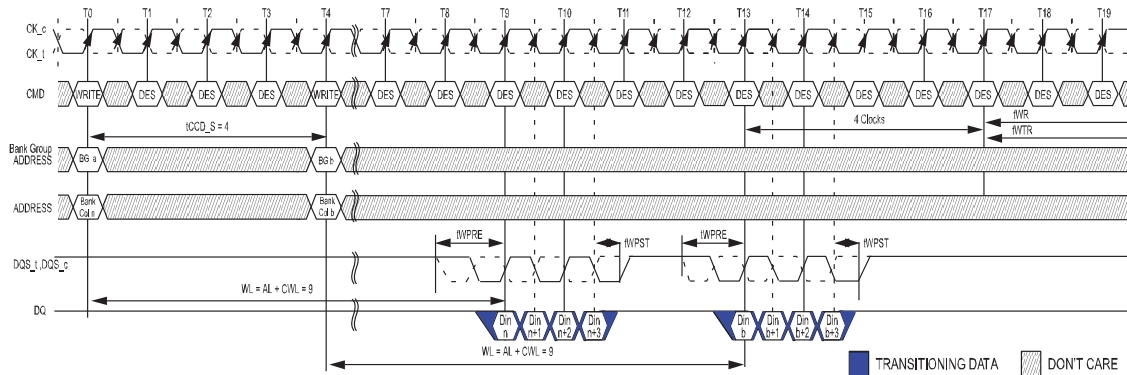 T0 T1 T2 T3 T4 T7 T8 T9 T10 T11 T12 T13 T14 T15 T16 T17 T18 T19
CK_c
CK_t
CMD WRITE DES DES DES WRITE DES DES DES DES DES DES DES DES DES DES DES DES DES
tCCD_S = 4 4 Clocks tWR
tWTR
Bank Group
ADDRESS BG a BG b
ADDRESS Bank Col n Bank Col b
tWPRE tWPST tWPRE tWPST
DQS_t,DQS_c
WL = AL + CWL = 9
DQ
Din n Din n+1 Din n+2 Din n+3 Din b Din b+1 Din b+2 Din b+3
WL = AL + CWL = 9
TRANSITIONING DATA DON'T CARE